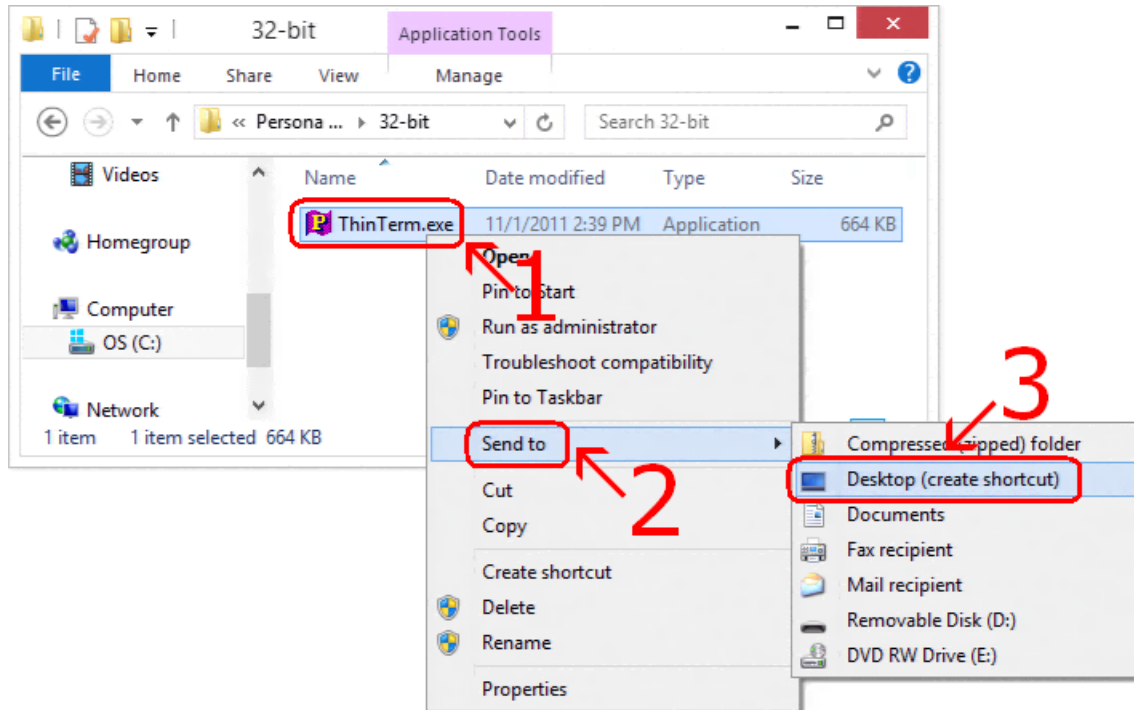 32-bit
Application Tools
File Home Share View Manage
« Persona ... 32-bit Search 32-bit
Videos
Name Date modified Type Size
ThinTerm.exe 11/1/2011 2:39 PM Application 664 KB
Homegroup
Open
1
Pin to Start
Computer
Run as administrator
OS (C:)
Troubleshoot compatibility
Pin to Taskbar
Network
1 item 1 item selected 664 KB
Send to
2
3
Compressed (zipped) folder
Desktop (create shortcut)
Documents
Fax recipient
Mail recipient
Removable Disk (D:)
DVD RW Drive (E:)
Cut
Copy
Create shortcut
Delete
Rename
Properties